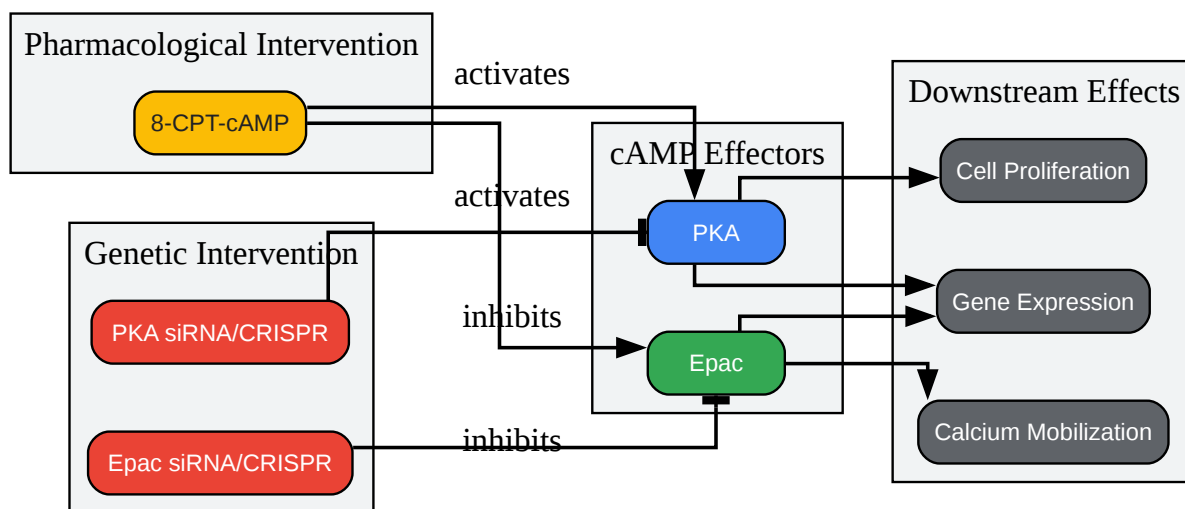 Pharmacological Intervention
8-CPT-cAMP
activates
activates
Genetic Intervention
PKA siRNA/CRISPR
Epac siRNA/CRISPR
inhibits
inhibits
cAMP Effectors
PKA
Epac
Downstream Effects
Cell Proliferation
Gene Expression
Calcium Mobilization